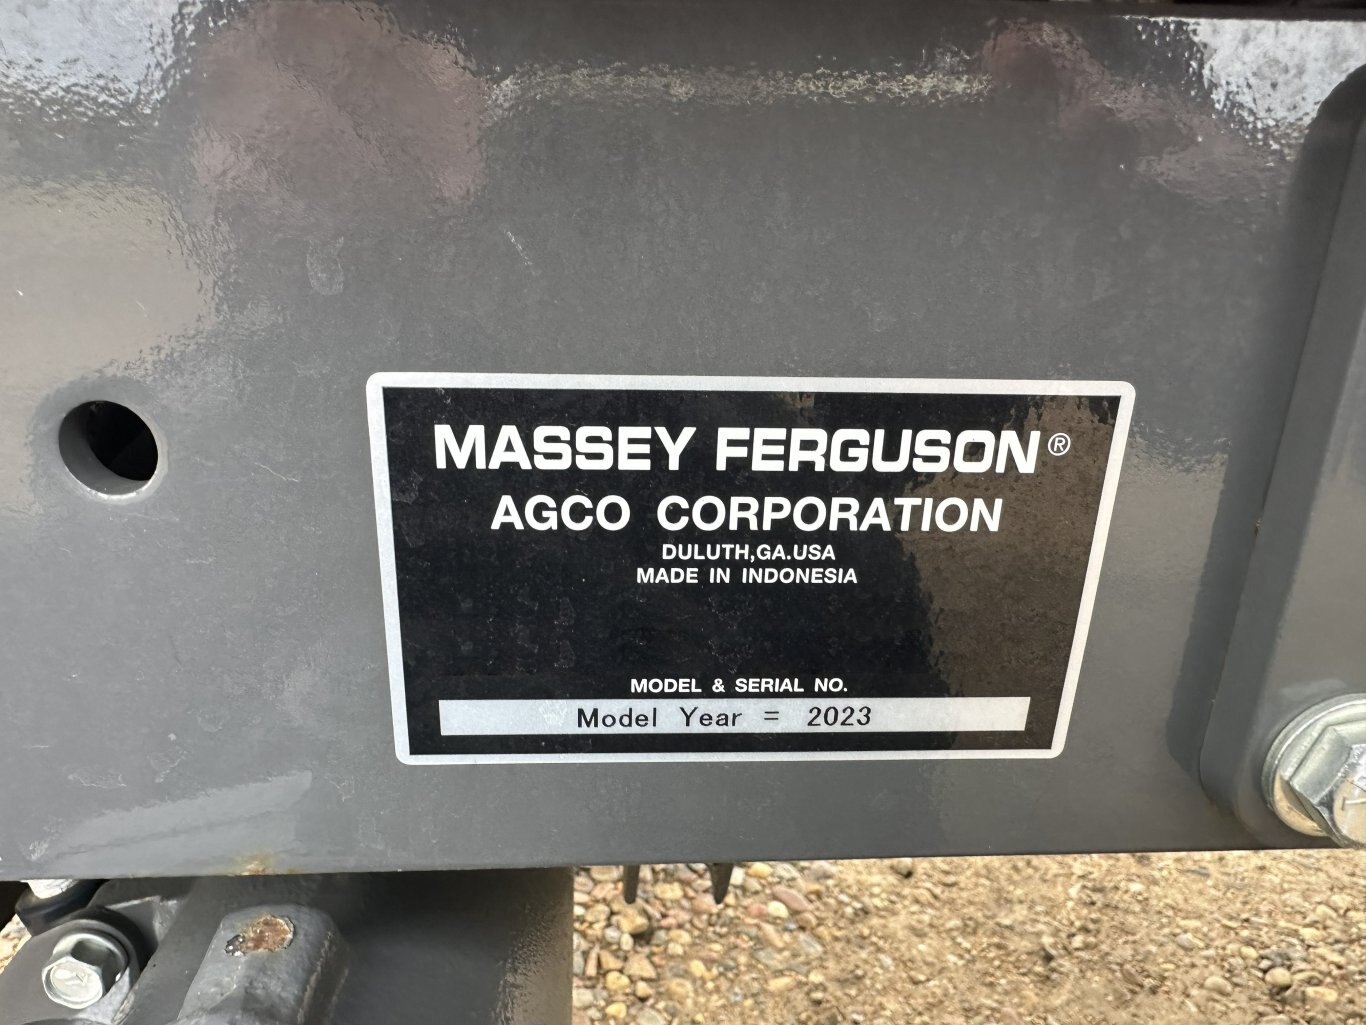 MASSEY FERGUSON®
AGCO CORPORATION
DULUTH,GA.USA
MADE IN INDONESIA
MODEL & SERIAL NO.
Model Year = 2023